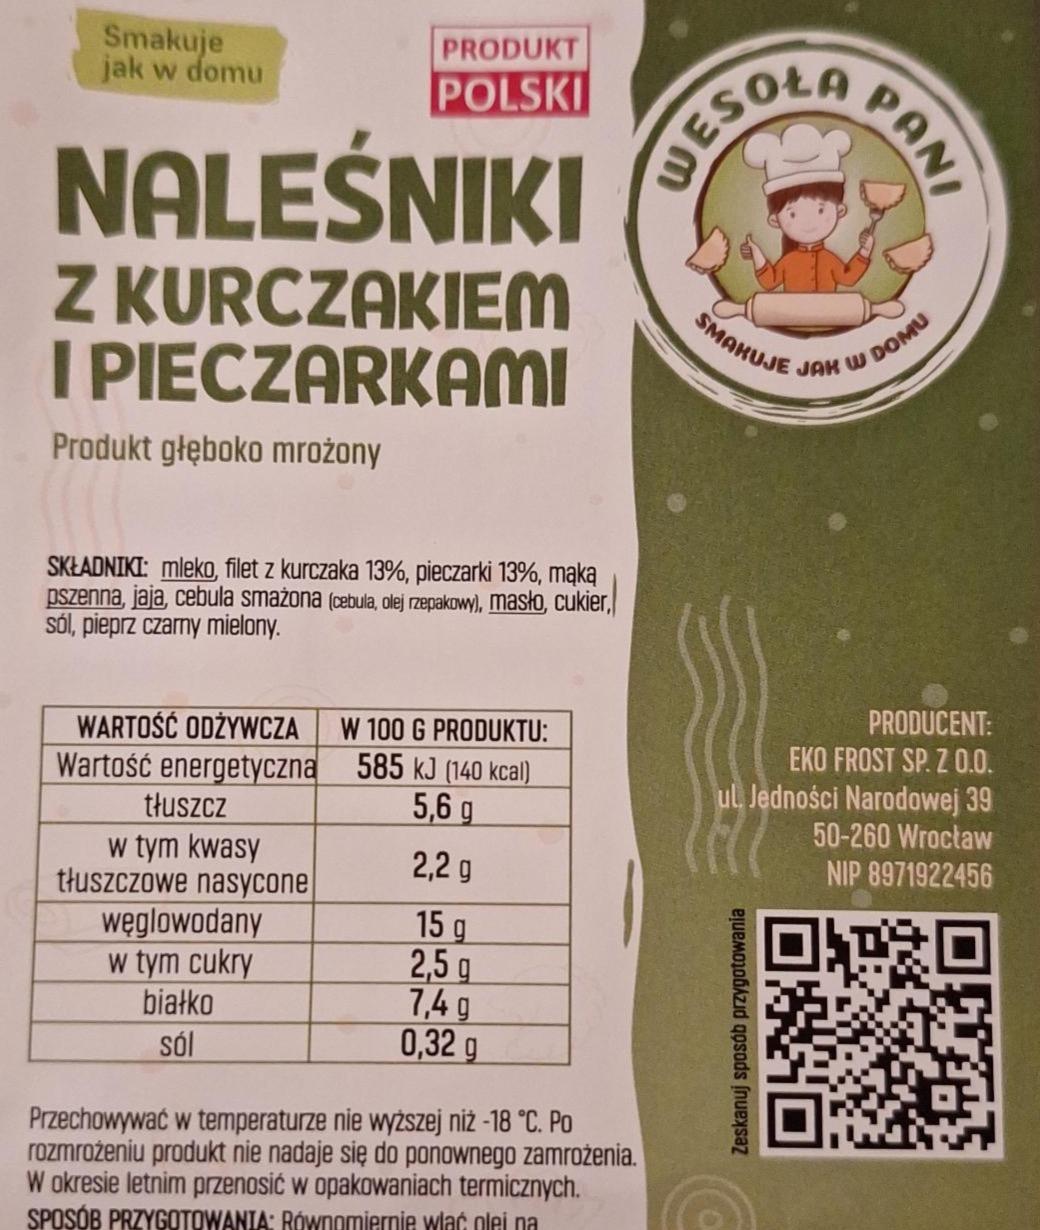 Smakuje
jak w domu
PRODUKT
POLSKI
WESOŁA PANI
SMAKUJE JAK W DOMU
NALEŚNIKI
Z KURCZAKIEM
I PIECZARKAMI
Produkt głęboko mrożony
SKŁADNIKI: mleko, filet z kurczaka 13%, pieczarki 13%, mąką
pszenna, jaja, cebula smażona (cebula, olej rzepakowy), masło, cukier,
sól, pieprz czarny mielony.
WARTOŚĆ ODŻYWCZA W 100 G PRODUKTU:
Wartość energetyczna 585 kJ (140 kcal)
tłuszcz 5,6 g
w tym kwasy
tłuszczowe nasycone 2,2 g
węglowodany 15 g
w tym cukry 2,5 g
białko 7,4 g
sól 0,32 g
PRODUCENT:
EKO FROST SP. Z O.O.
ul. Jedności Narodowej 39
50-260 Wrocław
NIP 8971922456
Zeskanuj sposób przygotowania
Przechowywać w temperaturze nie wyższej niż -18 °C. Po
rozmrożeniu produkt nie nadaje się do ponownego zamrożenia.
W okresie letnim przenosić w opakowaniach termicznych.
SPOSÓB PRZYGOTOWANIA: Równomiernie wlać olej na